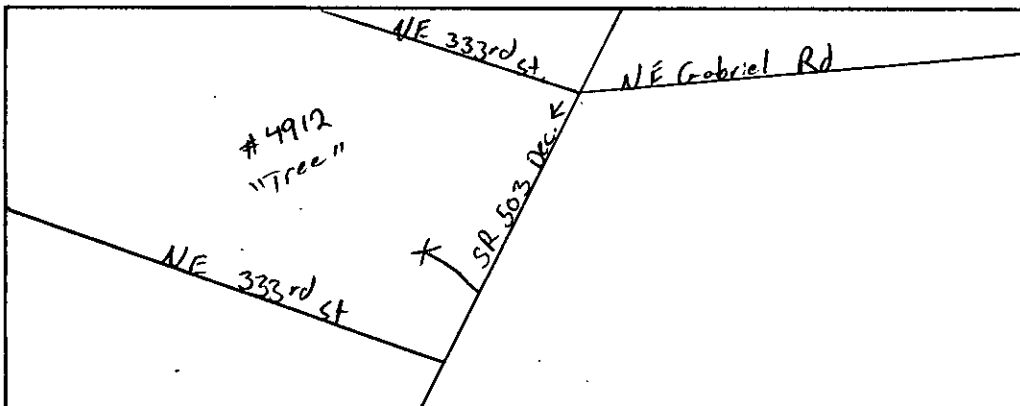 NE 333rd st.
NE Gabriel Rd
#4912
"Tree"
SR 503 Dec.
NE 333rd st